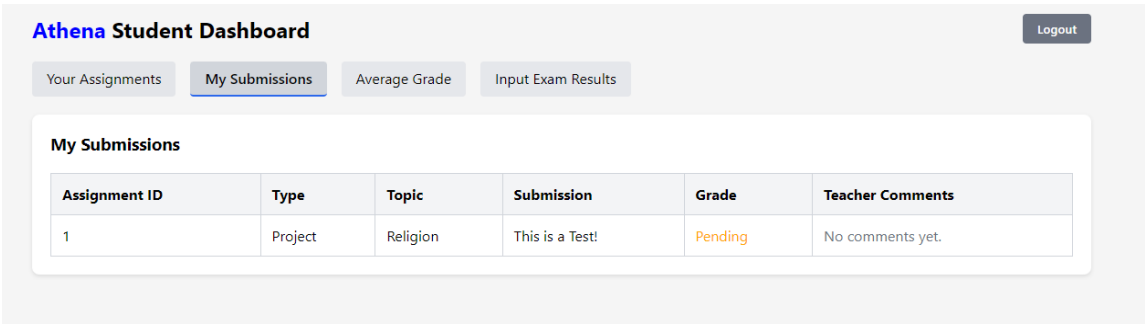 Athena Student Dashboard
Logout
Your Assignments My Submissions Average Grade Input Exam Results
My Submissions
Assignment ID Type Topic Submission Grade Teacher Comments
1 Project Religion This is a Test! Pending No comments yet.